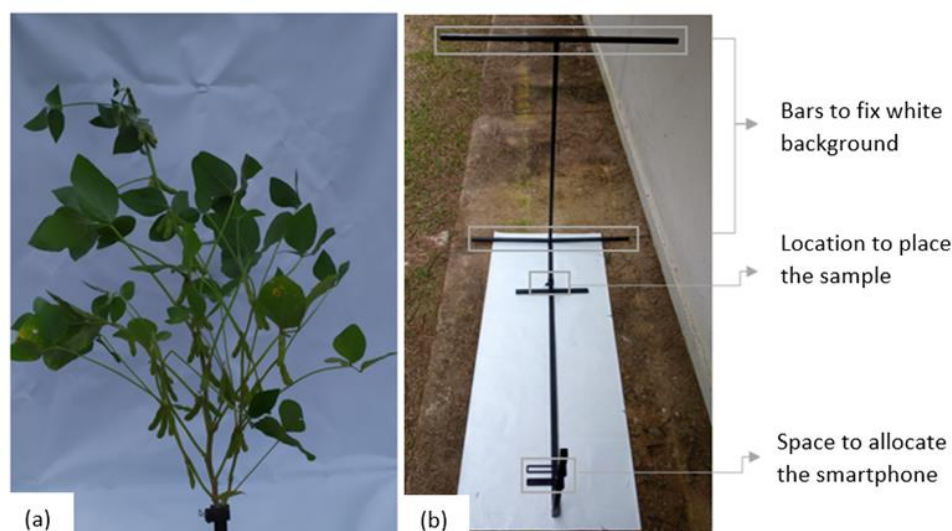 (a)
(b)
Bars to fix white
background
Location to place
the sample
Space to allocate
the smartphone